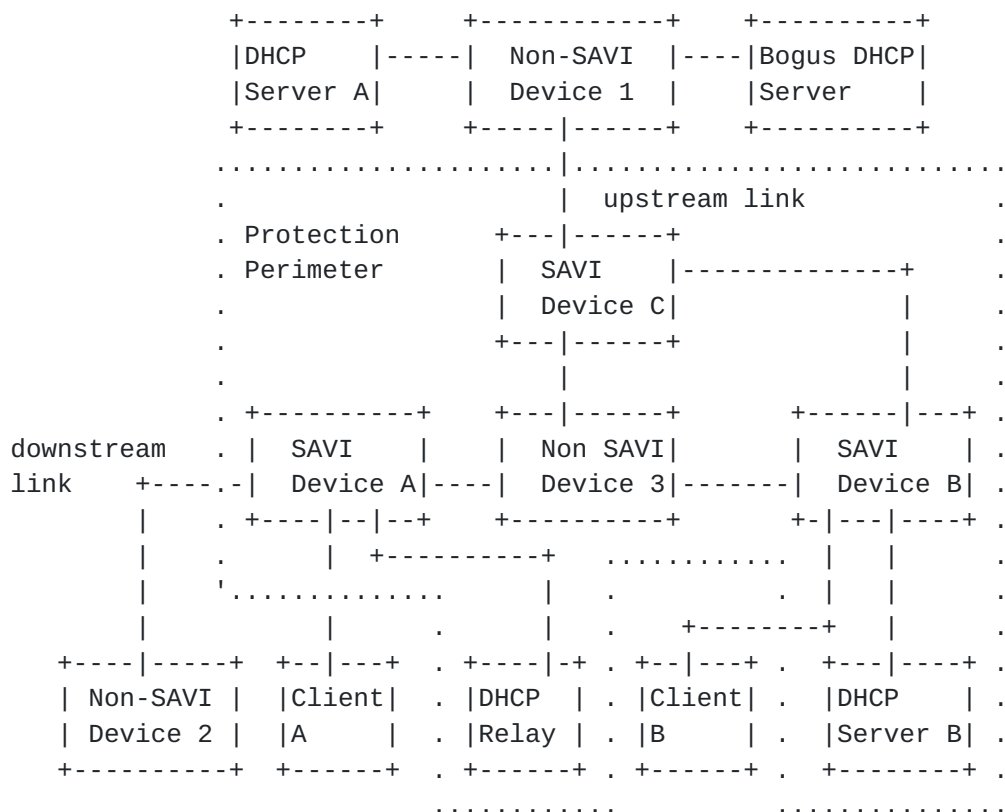 DHCP Non-SAVI Bogus DHCP
Server A Device 1 Server
upstream link
Protection
Perimeter SAVI
Device C
downstream SAVI Non SAVI SAVI
link Device A Device 3 Device B
Non-SAVI Client DHCP Client DHCP
Device 2 A Relay B Server B